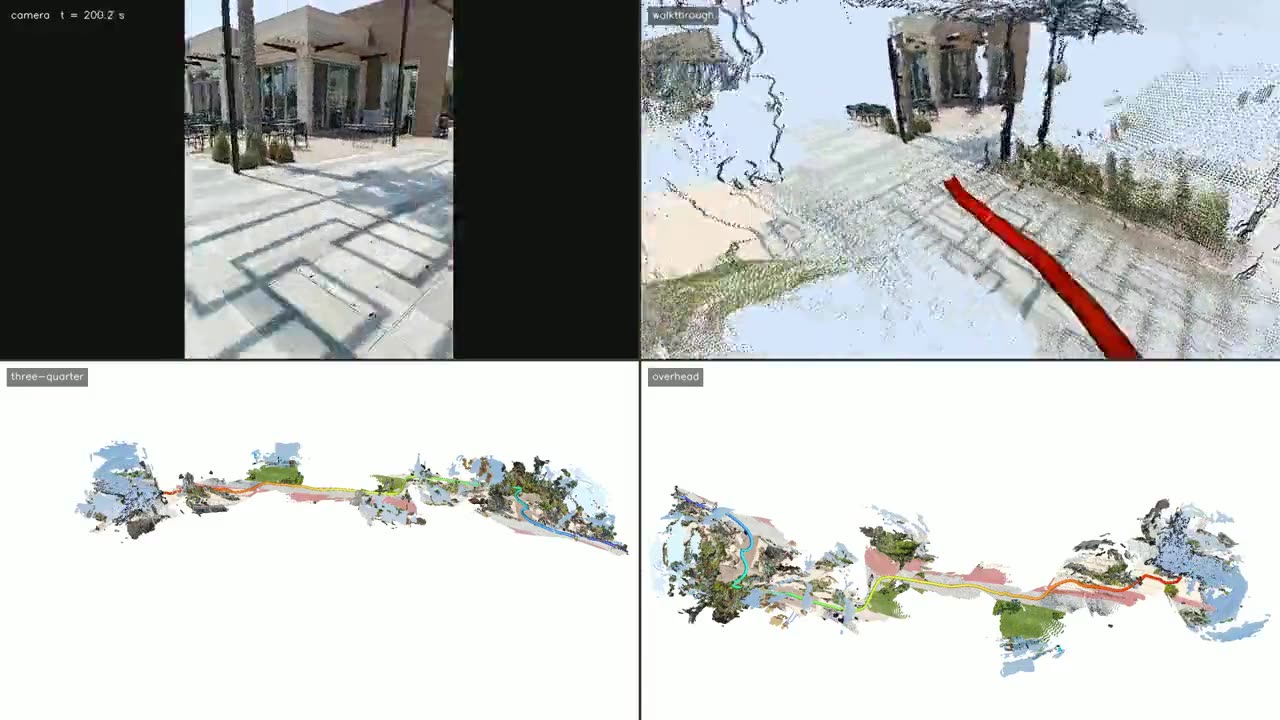 camera t = 200.2 s
walkthrough
three-quarter
overhead